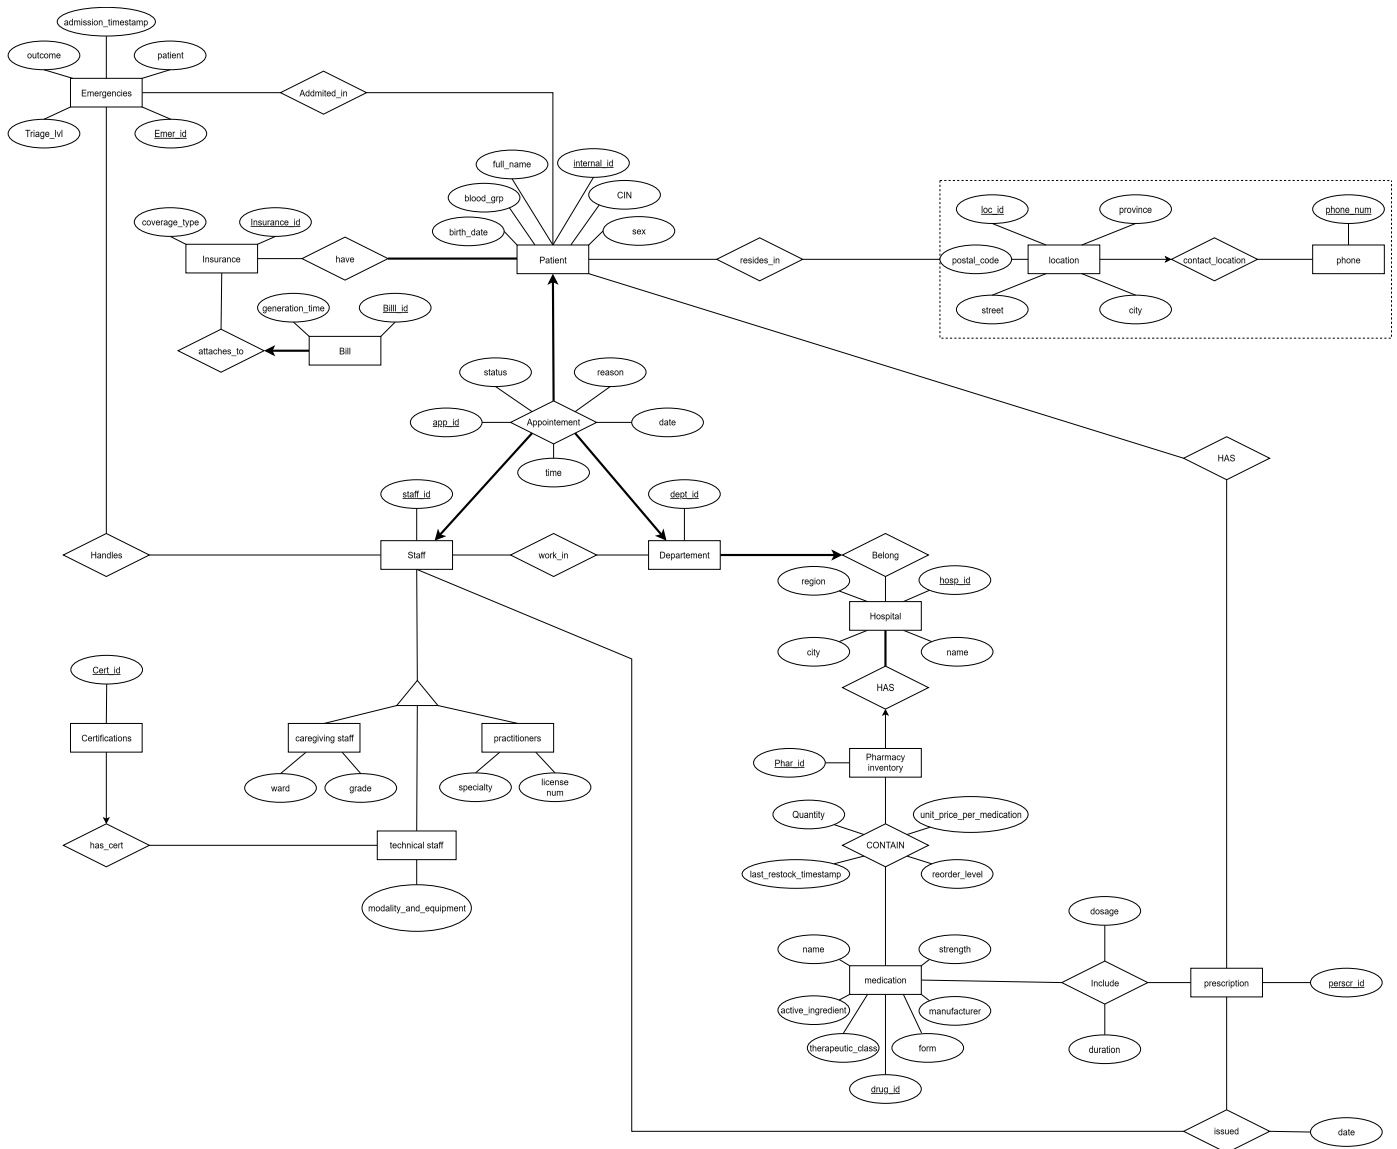 admission_timestamp
outcome
patient
Emergencies
Addmited_in
Triage_lvl
Emer_id
full_name
internal_id
blood_grp
CIN
birth_date
sex
coverage_type
Insurance_id
Insurance
have
Patient
resides_in
loc_id
province
phone_num
postal_code
location
contact_location
phone
street
city
generation_time
Billl_id
attaches_to
Bill
status
reason
app_id
Appointement
date
time
HAS
staff_id
dept_id
Handles
Staff
work_in
Departement
Belong
region
hosp_id
Hospital
city
name
HAS
Cert_id
Certifications
caregiving staff
practitioners
ward
grade
specialty
license
num
Phar_id
Pharmacy
inventory
Quantity
unit_price_per_medication
has_cert
technical staff
CONTAIN
last_restock_timestamp
reorder_level
modality_and_equipment
dosage
name
strength
medication
Include
prescription
perscr_id
active_ingredient
manufacturer
therapeutic_class
form
duration
drug_id
issued
date